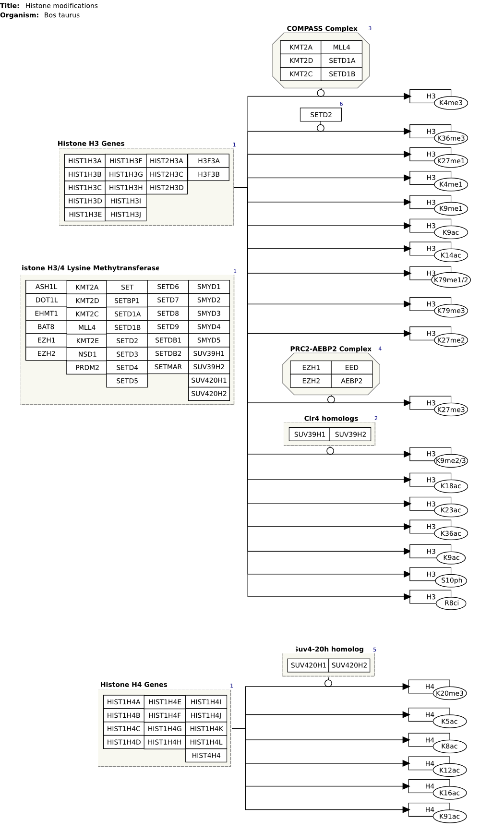 Title: Histone modifications
Organism: Bos taurus
COMPASS Complex 3
KMT2A MLL4
KMT2D SETD1A
KMT2C SETD1B
H3 K4me3
6
SETD2
H3 K36me3
Histone H3 Genes 1
HIST1H3A HIST1H3F HIST2H3A H3F3A
HIST1H3B HIST1H3G HIST2H3C H3F3B
HIST1H3C HIST1H3H HIST2H3D
HIST1H3D HIST1H3I
HIST1H3E HIST1H3J
H3 K27me1
H3 K4me1
H3 K9me1
H3 K9ac
H3 K14ac
istone H3/4 Lysine Methytransferase 1
ASH1L KMT2A SET SETD6 SMYD1
DOT1L KMT2D SETBP1 SETD7 SMYD2
EHMT1 KMT2C SETD1A SETD8 SMYD3
BAT8 MLL4 SETD1B SETD9 SMYD4
EZH1 KMT2E SETD2 SETDB1 SMYD5
EZH2 NSD1 SETD3 SETDB2 SUV39H1
PRDM2 SETD4 SETMAR SUV39H2
SETD5 SUV420H1
SUV420H2
H3 K79me1/2
H3 K79me3
H3 K27me2
PRC2-AEBP2 Complex 4
EZH1 EED
EZH2 AEBP2
H3 K27me3
Clr4 homologs 2
SUV39H1 SUV39H2
H3 K9me2/3
H3 K18ac
H3 K23ac
H3 K36ac
H3 K9ac
H3 S10ph
H3 R8ci
suv4-20h homolog 5
SUV420H1 SUV420H2
Histone H4 Genes 1
HIST1H4A HIST1H4E HIST1H4I
HIST1H4B HIST1H4F HIST1H4J
HIST1H4C HIST1H4G HIST1H4K
HIST1H4D HIST1H4H HIST1H4L
HIST4H4
H4 K20me3
H4 K5ac
H4 K8ac
H4 K12ac
H4 K16ac
H4 K91ac